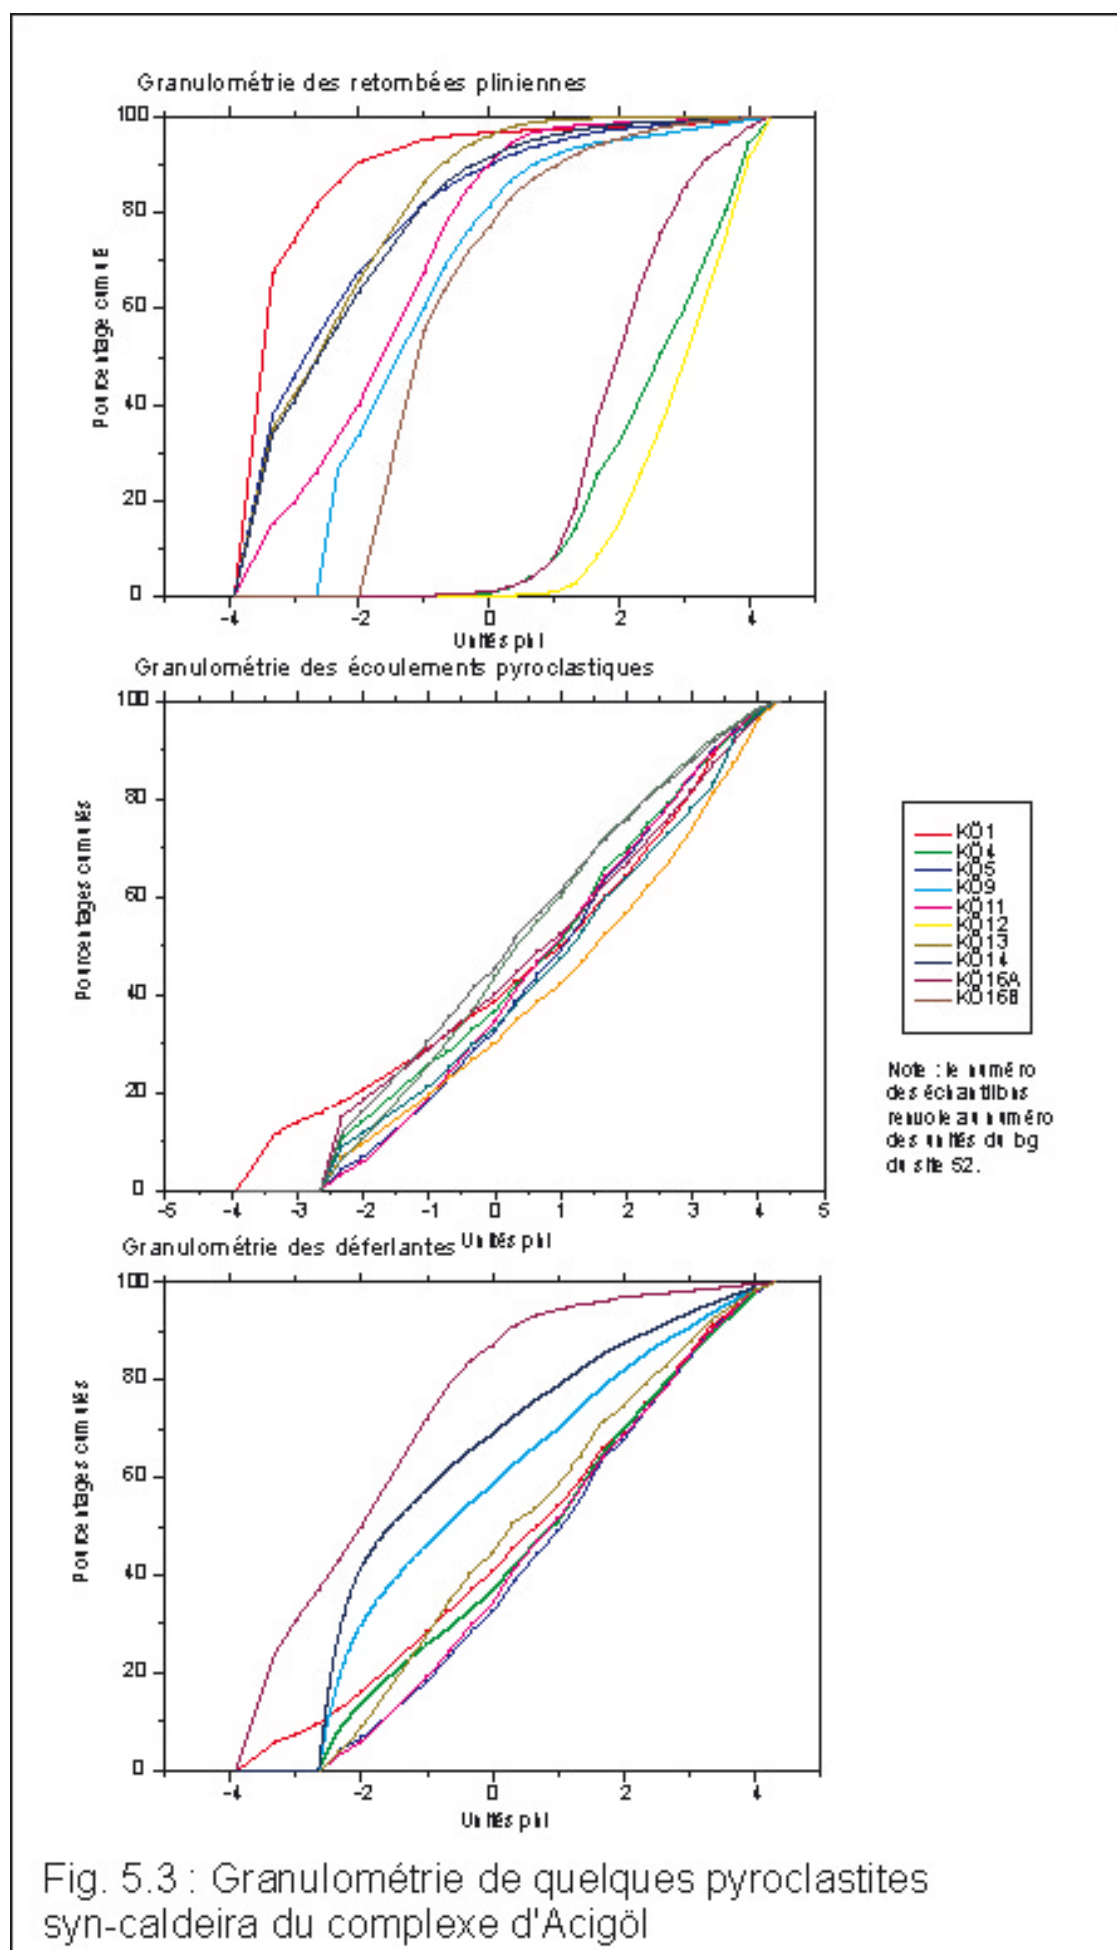 Granulométrie des retombées pliniennes
100
80
60
40
20
0
Pourcentage cumulé
-4 -2 0 2 4
Unités phi
Granulométrie des écoulements pyroclastiques
100
80
60
40
20
0
Pourcentages cumulés
-5 -4 -3 -2 -1 0 1 2 3 4 5
Unités phi
KÖ1
KÖ4
KÖ5
KÖ9
KÖ11
KÖ12
KÖ13
KÖ14
KÖ16A
KÖ16B
Note : le numéro
des échantillons
renvoie au numéro
des unités du log
du site 52.
Granulométrie des déferlantes
100
80
60
40
20
0
Pourcentages cumulés
-4 -2 0 2 4
Unités phi
Fig. 5.3 : Granulométrie de quelques pyroclastites
syn-caldeira du complexe d'Acigöl